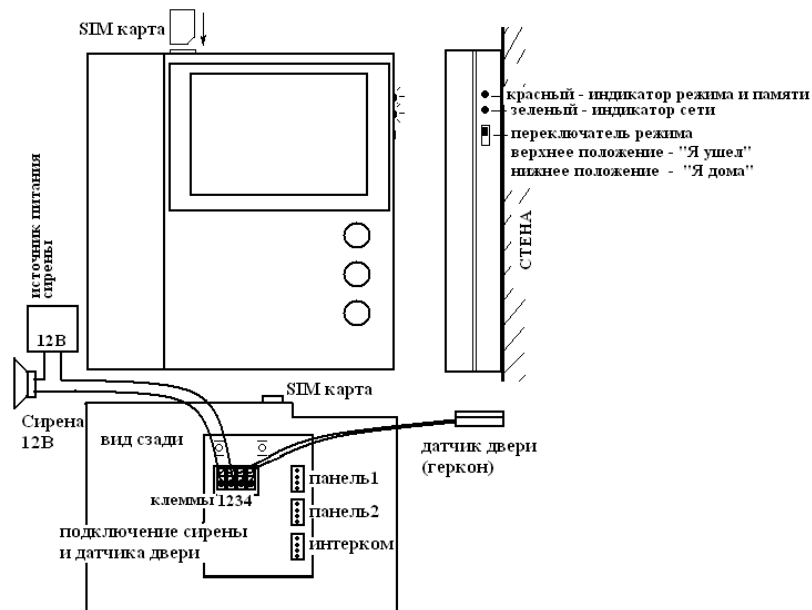 SIM карта
красный - индикатор режима и памяти
зеленый - индикатор сети
переключатель режима
верхнее положение - "Я ушел"
нижнее положение - "Я дома"
СТЕНА
источник питания
сирены
12В
Сирена
12В
SIM карта
вид сзади
датчик двери
(геркон)
клеммы 1234
панель1
панель2
интерком
подключение сирены
и датчика двери